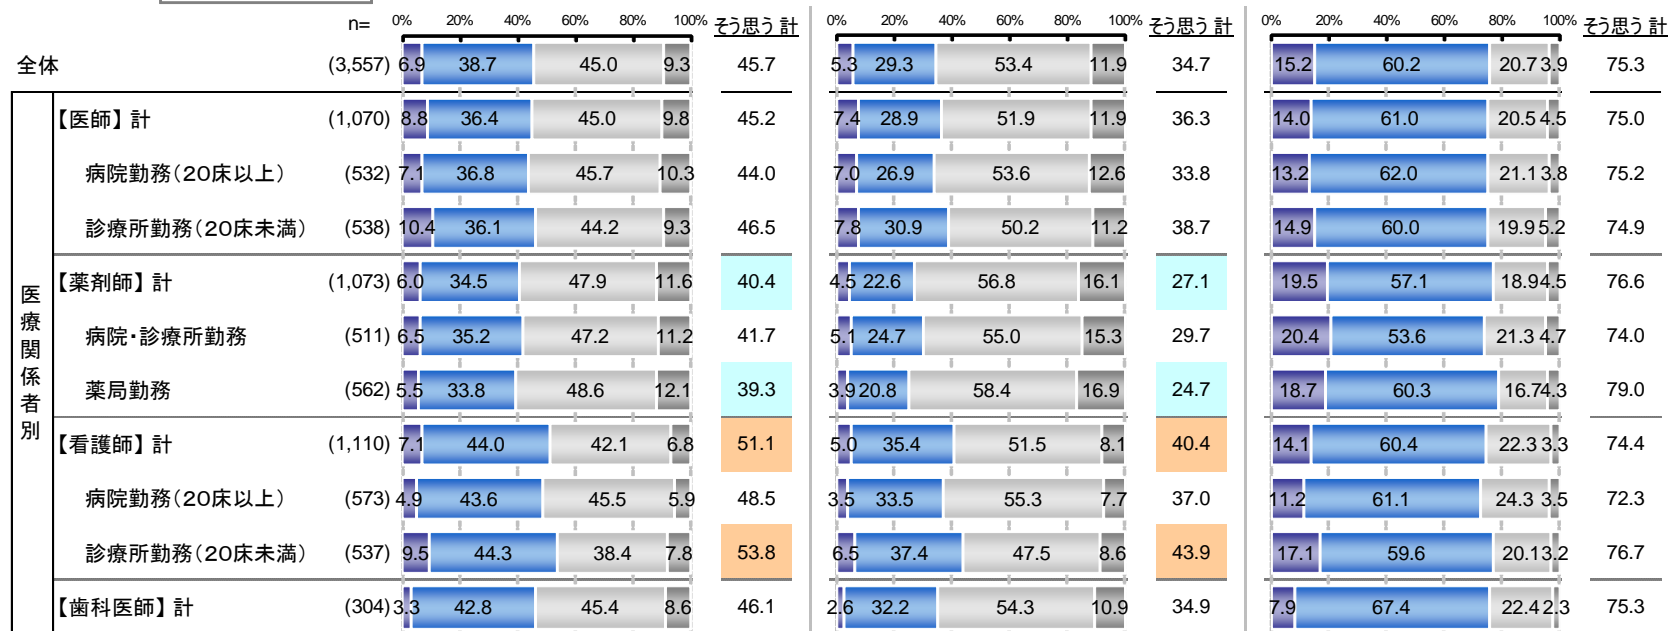 n= 0% 20% 40% 60% 80% 100% そう思う 計 0% 20% 40% 60% 80% 100% そう思う 計 0% 20% 40% 60% 80% 100% そう思う 計
全体 (3,557) 6.9 38.7 45.0 9.3 45.7 5.3 29.3 53.4 11.9 34.7 15.2 60.2 20.7 3.9 75.3
医療関係者別
【医師】計 (1,070) 8.8 36.4 45.0 9.8 45.2 7.4 28.9 51.9 11.9 36.3 14.0 61.0 20.5 4.5 75.0
病院勤務(20床以上) (532) 7.1 36.8 45.7 10.3 44.0 7.0 26.9 53.6 12.6 33.8 13.2 62.0 21.1 3.8 75.2
診療所勤務(20床未満) (538) 10.4 36.1 44.2 9.3 46.5 7.8 30.9 50.2 11.2 38.7 14.9 60.0 19.9 5.2 74.9
【薬剤師】計 (1,073) 6.0 34.5 47.9 11.6 40.4 4.5 22.6 56.8 16.1 27.1 19.5 57.1 18.9 4.5 76.6
病院・診療所勤務 (511) 6.5 35.2 47.2 11.2 41.7 5.1 24.7 55.0 15.3 29.7 20.4 53.6 21.3 4.7 74.0
薬局勤務 (562) 5.5 33.8 48.6 12.1 39.3 3.9 20.8 58.4 16.9 24.7 18.7 60.3 16.7 4.3 79.0
【看護師】計 (1,110) 7.1 44.0 42.1 6.8 51.1 5.0 35.4 51.5 8.1 40.4 14.1 60.4 22.3 3.3 74.4
病院勤務(20床以上) (573) 4.9 43.6 45.5 5.9 48.5 3.5 33.5 55.3 7.7 37.0 11.2 61.1 24.3 3.5 72.3
診療所勤務(20床未満) (537) 9.5 44.3 38.4 7.8 53.8 6.5 37.4 47.5 8.6 43.9 17.1 59.6 20.1 3.2 76.7
【歯科医師】計 (304) 3.3 42.8 45.4 8.6 46.1 2.6 32.2 54.3 10.9 34.9 7.9 67.4 22.4 2.3 75.3